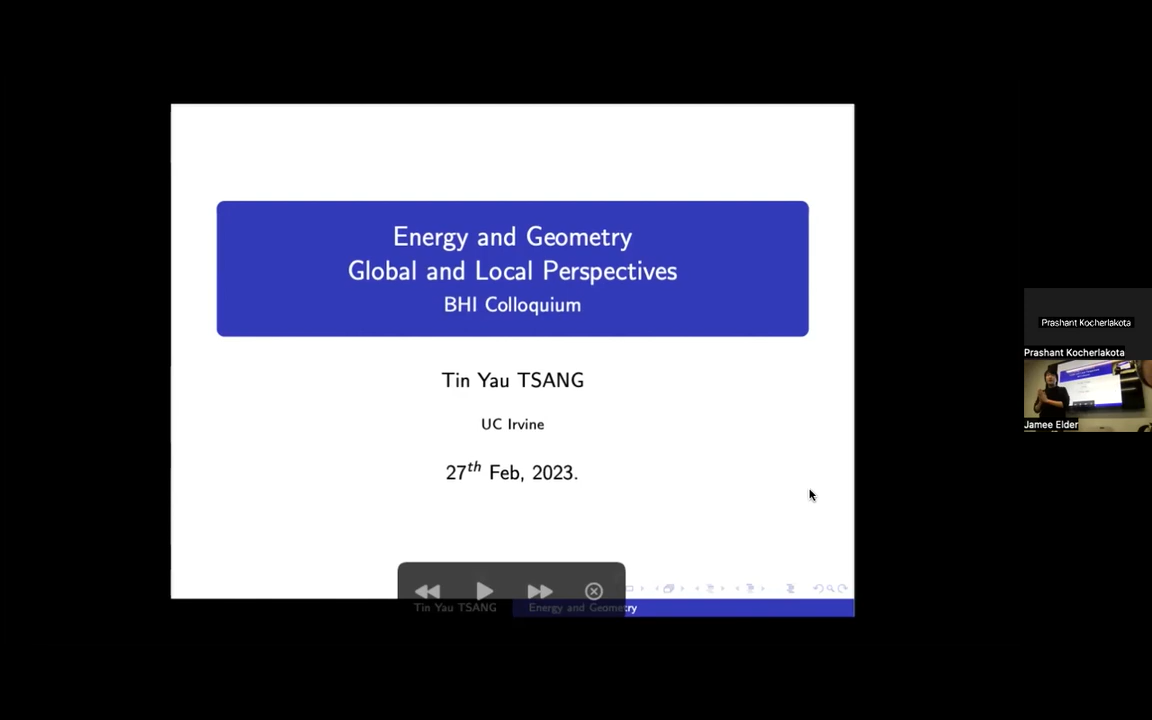 Energy and Geometry
Global and Local Perspectives
BHI Colloquium
Tin Yau TSANG
UC Irvine
27th Feb, 2023.
Tin Yau TSANG
Energy and Geometry
Prashant Kocherlakota
Prashant Kocherlakota
Jamee Elder